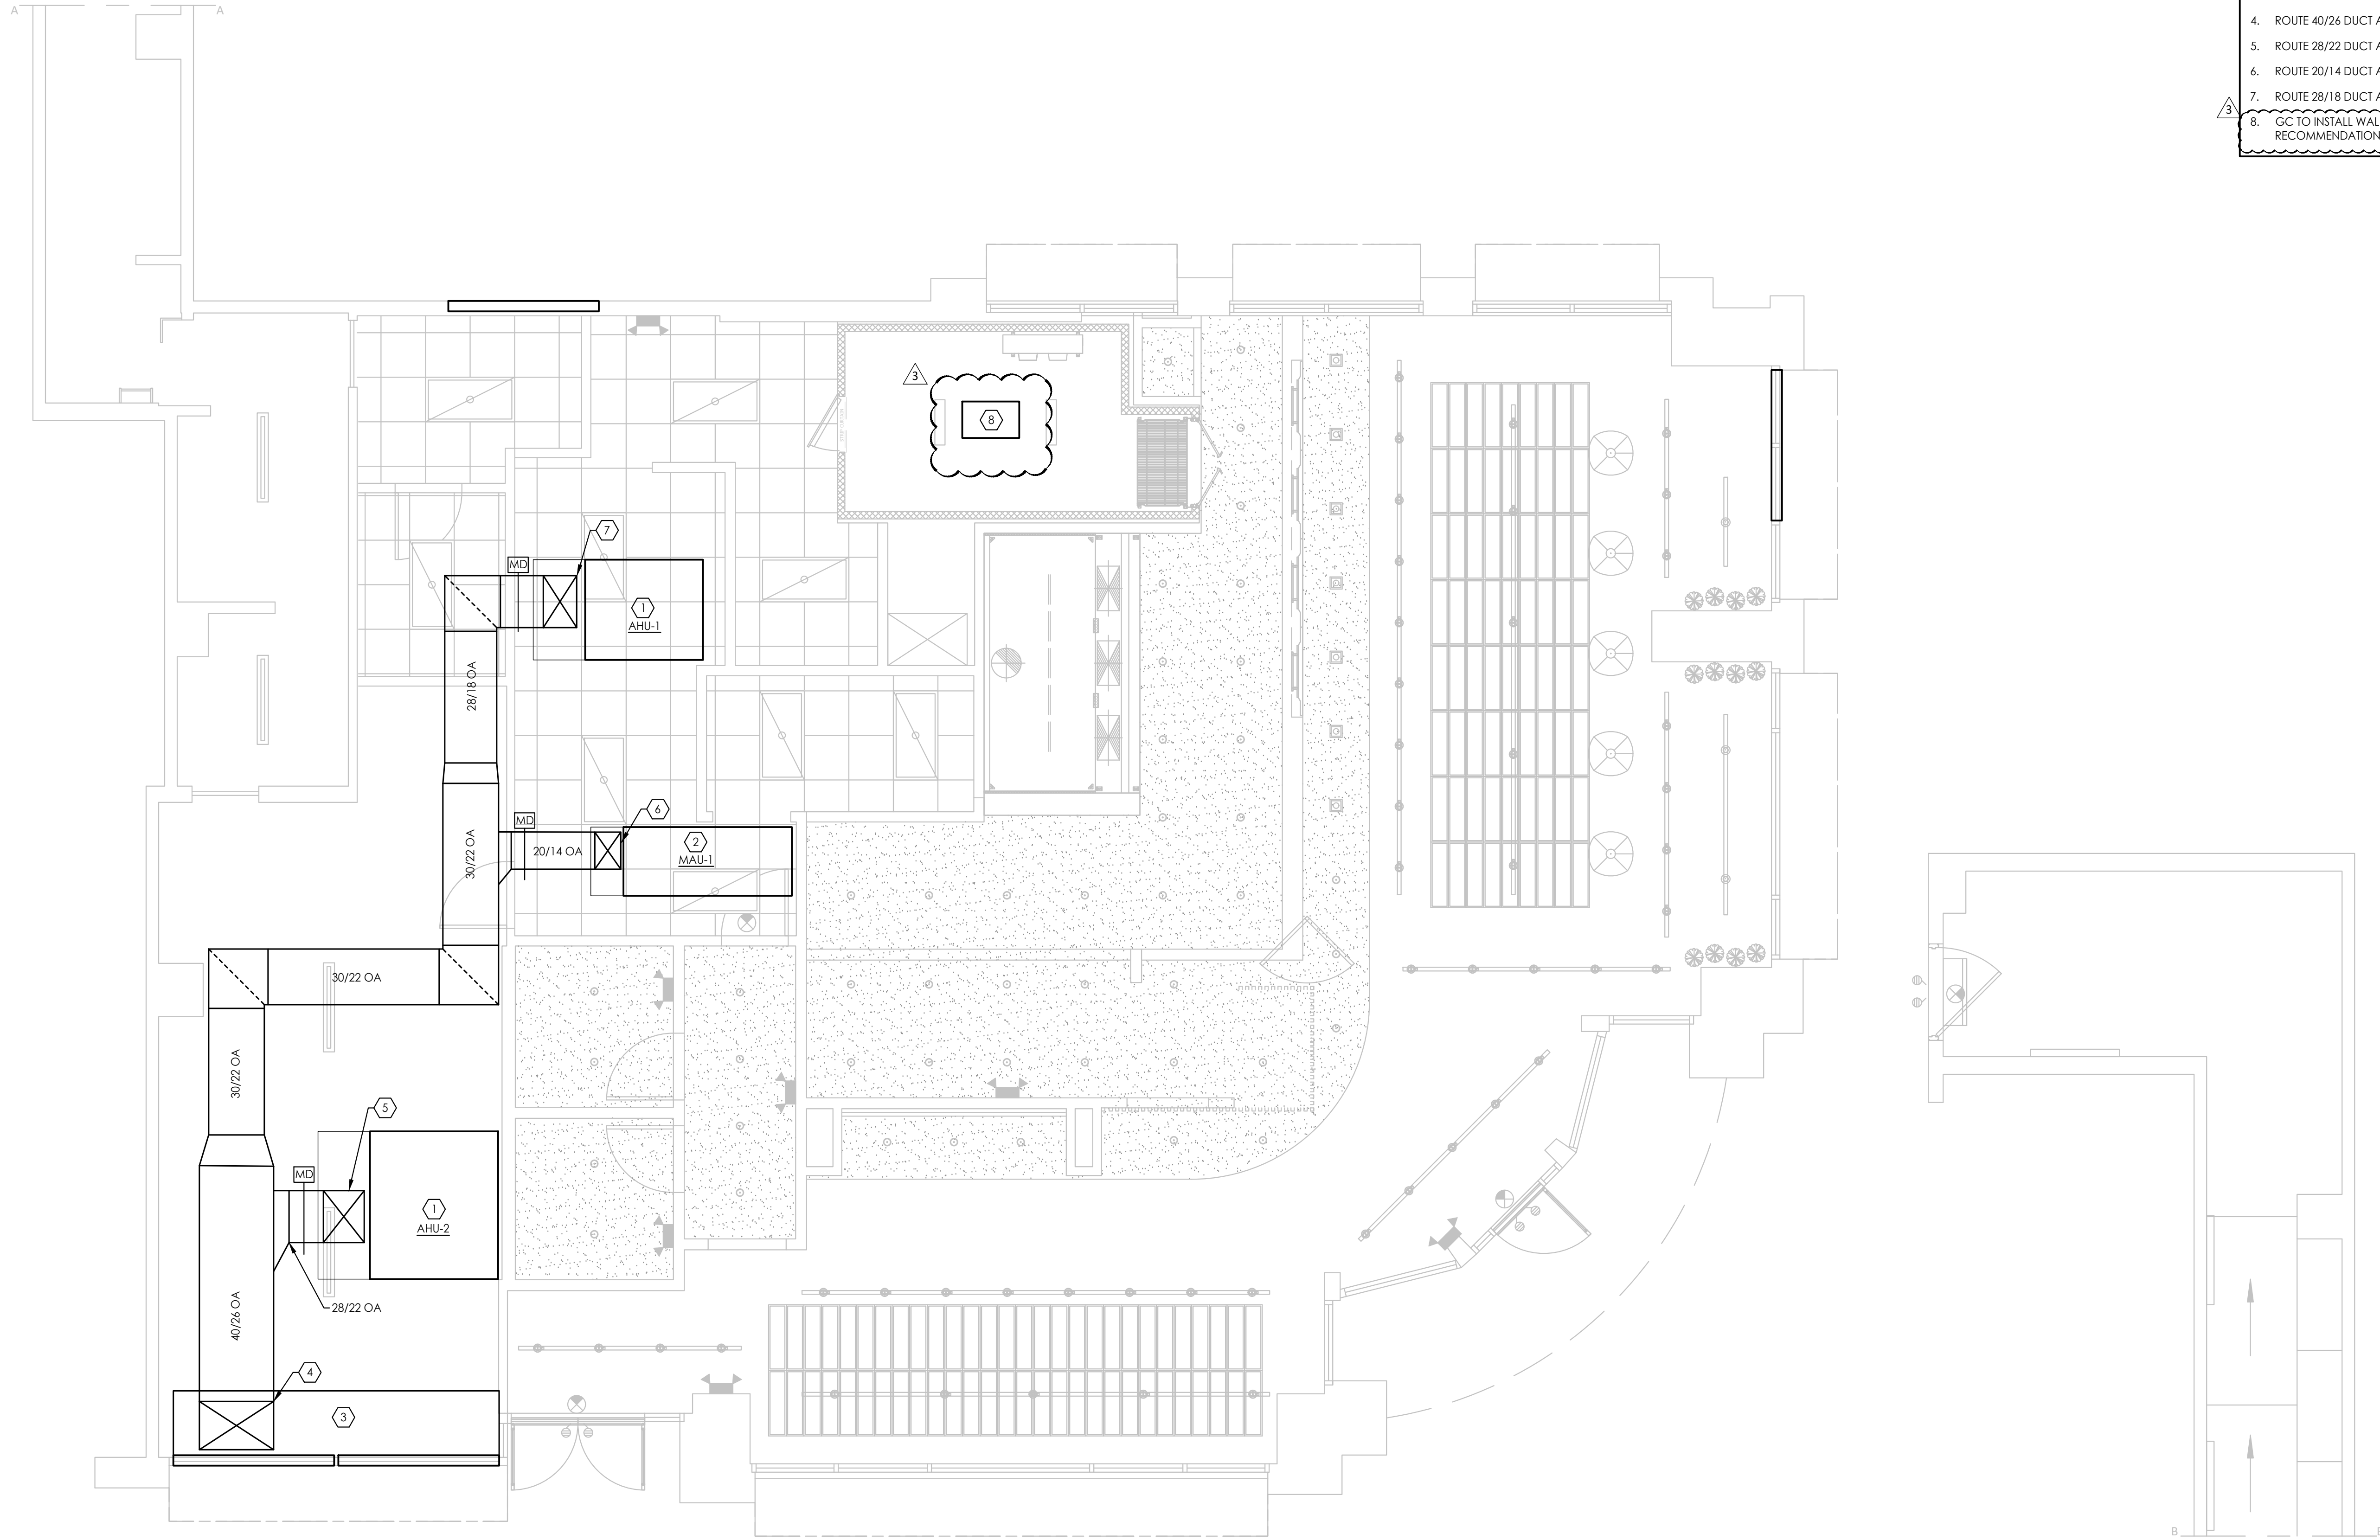 A
A
4. ROUTE 40/26 DUCT A
5. ROUTE 28/22 DUCT A
6. ROUTE 20/14 DUCT A
7. ROUTE 28/18 DUCT A
3
8. GC TO INSTALL WAL
RECOMMENDATION
3
8
7
MD
1
AHU-1
28/18 OA
6
MD
20/14 OA
2
MAU-1
30/22 OA
30/22 OA
30/22 OA
5
MD
1
AHU-2
28/22 OA
40/26 OA
4
3
B